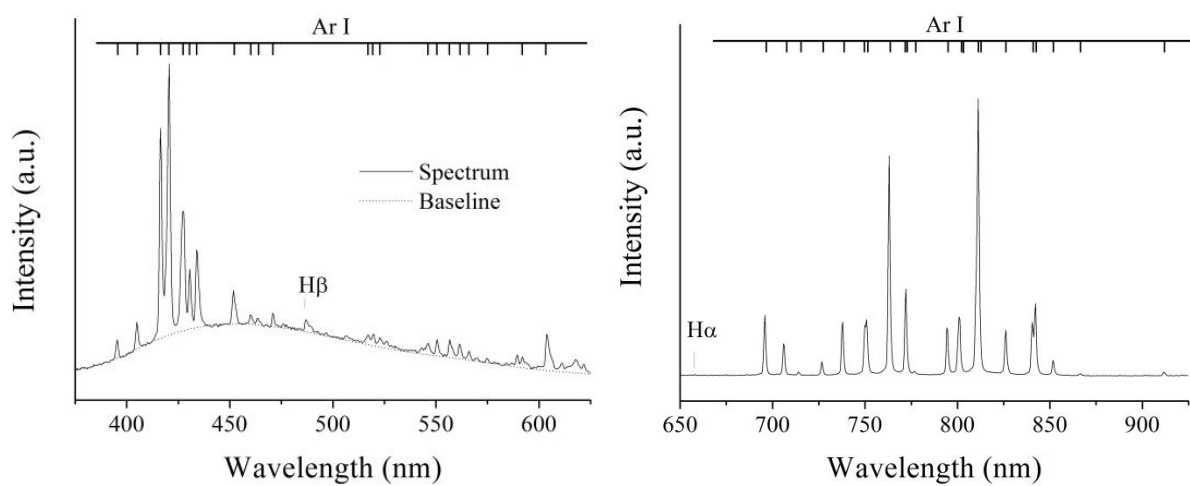 Ar I
Spectrum
Baseline
Hβ
Intensity (a.u.)
400 450 500 550 600
Wavelength (nm)
Ar I
Hα
Intensity (a.u.)
650 700 750 800 850 900
Wavelength (nm)